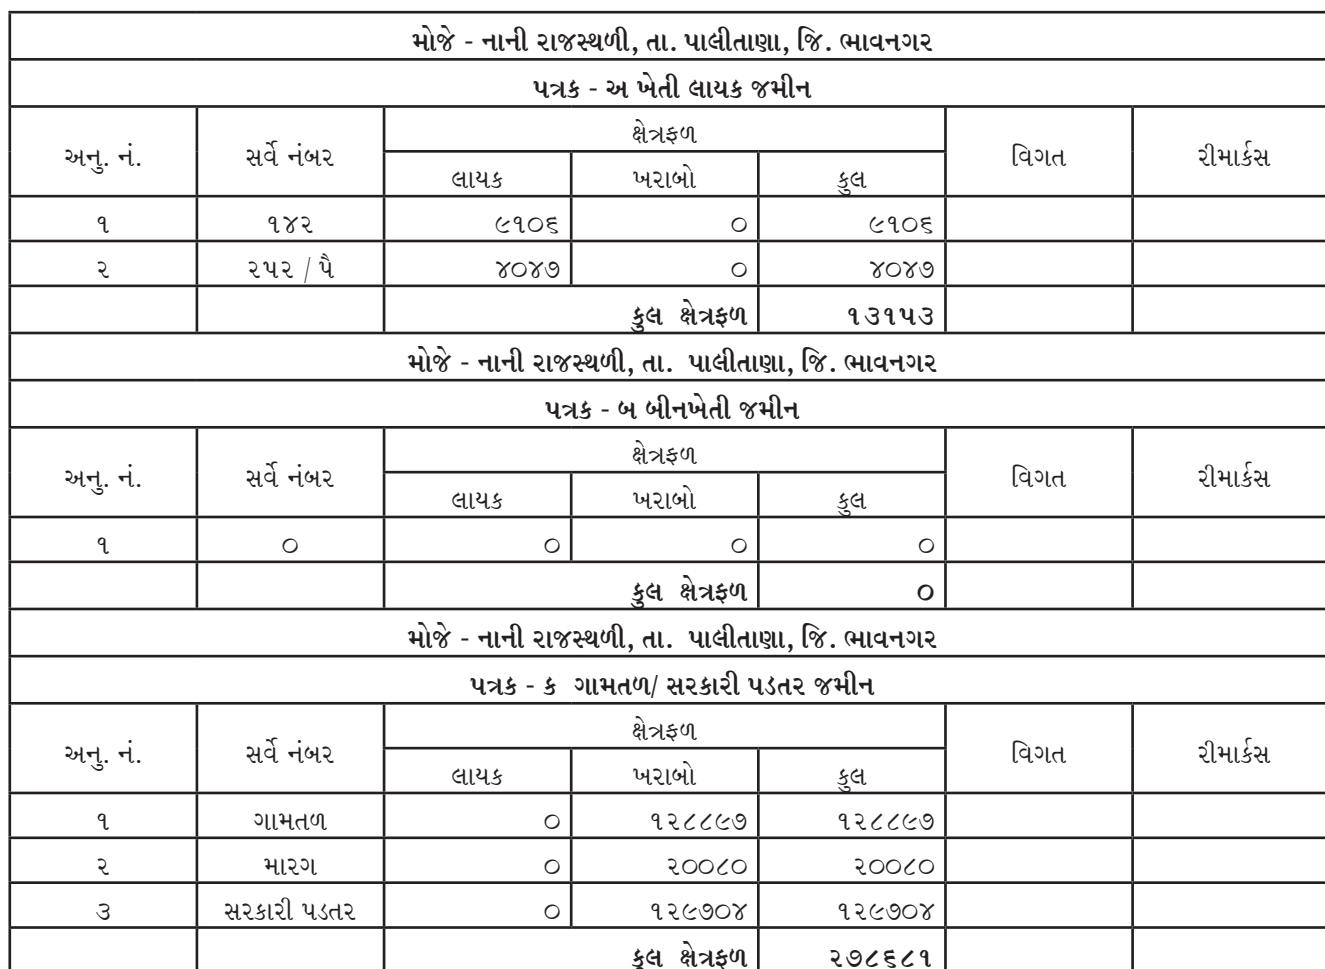 મોજે - નાની રાજસ્થળી, તા. પાલીતાણા, જિ. ભાવનગર
પત્રક - અ ખેતી લાયક જમીન
અનુ. નં. સર્વે નંબર ક્ષેત્રફળ વિગત રીમાર્કસ
લાયક ખરાબો કુલ
૧ ૧૪૨ ૯૧૦૬ ૦ ૯૧૦૬
૨ ૨૫૨ / પૈ ૪૦૪૭ ૦ ૪૦૪૭
કુલ ક્ષેત્રફળ ૧૩૧૫૩
મોજે - નાની રાજસ્થળી, તા. પાલીતાણા, જિ. ભાવનગર
પત્રક - બ બીનખેતી જમીન
અનુ. નં. સર્વે નંબર ક્ષેત્રફળ વિગત રીમાર્કસ
લાયક ખરાબો કુલ
૧ ૦ ૦ ૦ ૦
કુલ ક્ષેત્રફળ ૦
મોજે - નાની રાજસ્થળી, તા. પાલીતાણા, જિ. ભાવનગર
પત્રક - ક ગામતળ/ સરકારી પડતર જમીન
અનુ. નં. સર્વે નંબર ક્ષેત્રફળ વિગત રીમાર્કસ
લાયક ખરાબો કુલ
૧ ગામતળ ૦ ૧૨૮૮૯૭ ૧૨૮૮૯૭
૨ મારગ ૦ ૨૦૦૮૦ ૨૦૦૮૦
૩ સરકારી પડતર ૦ ૧૨૯૭૦૪ ૧૨૯૭૦૪
કુલ ક્ષેત્રફળ ૨૭૮૬૮૧